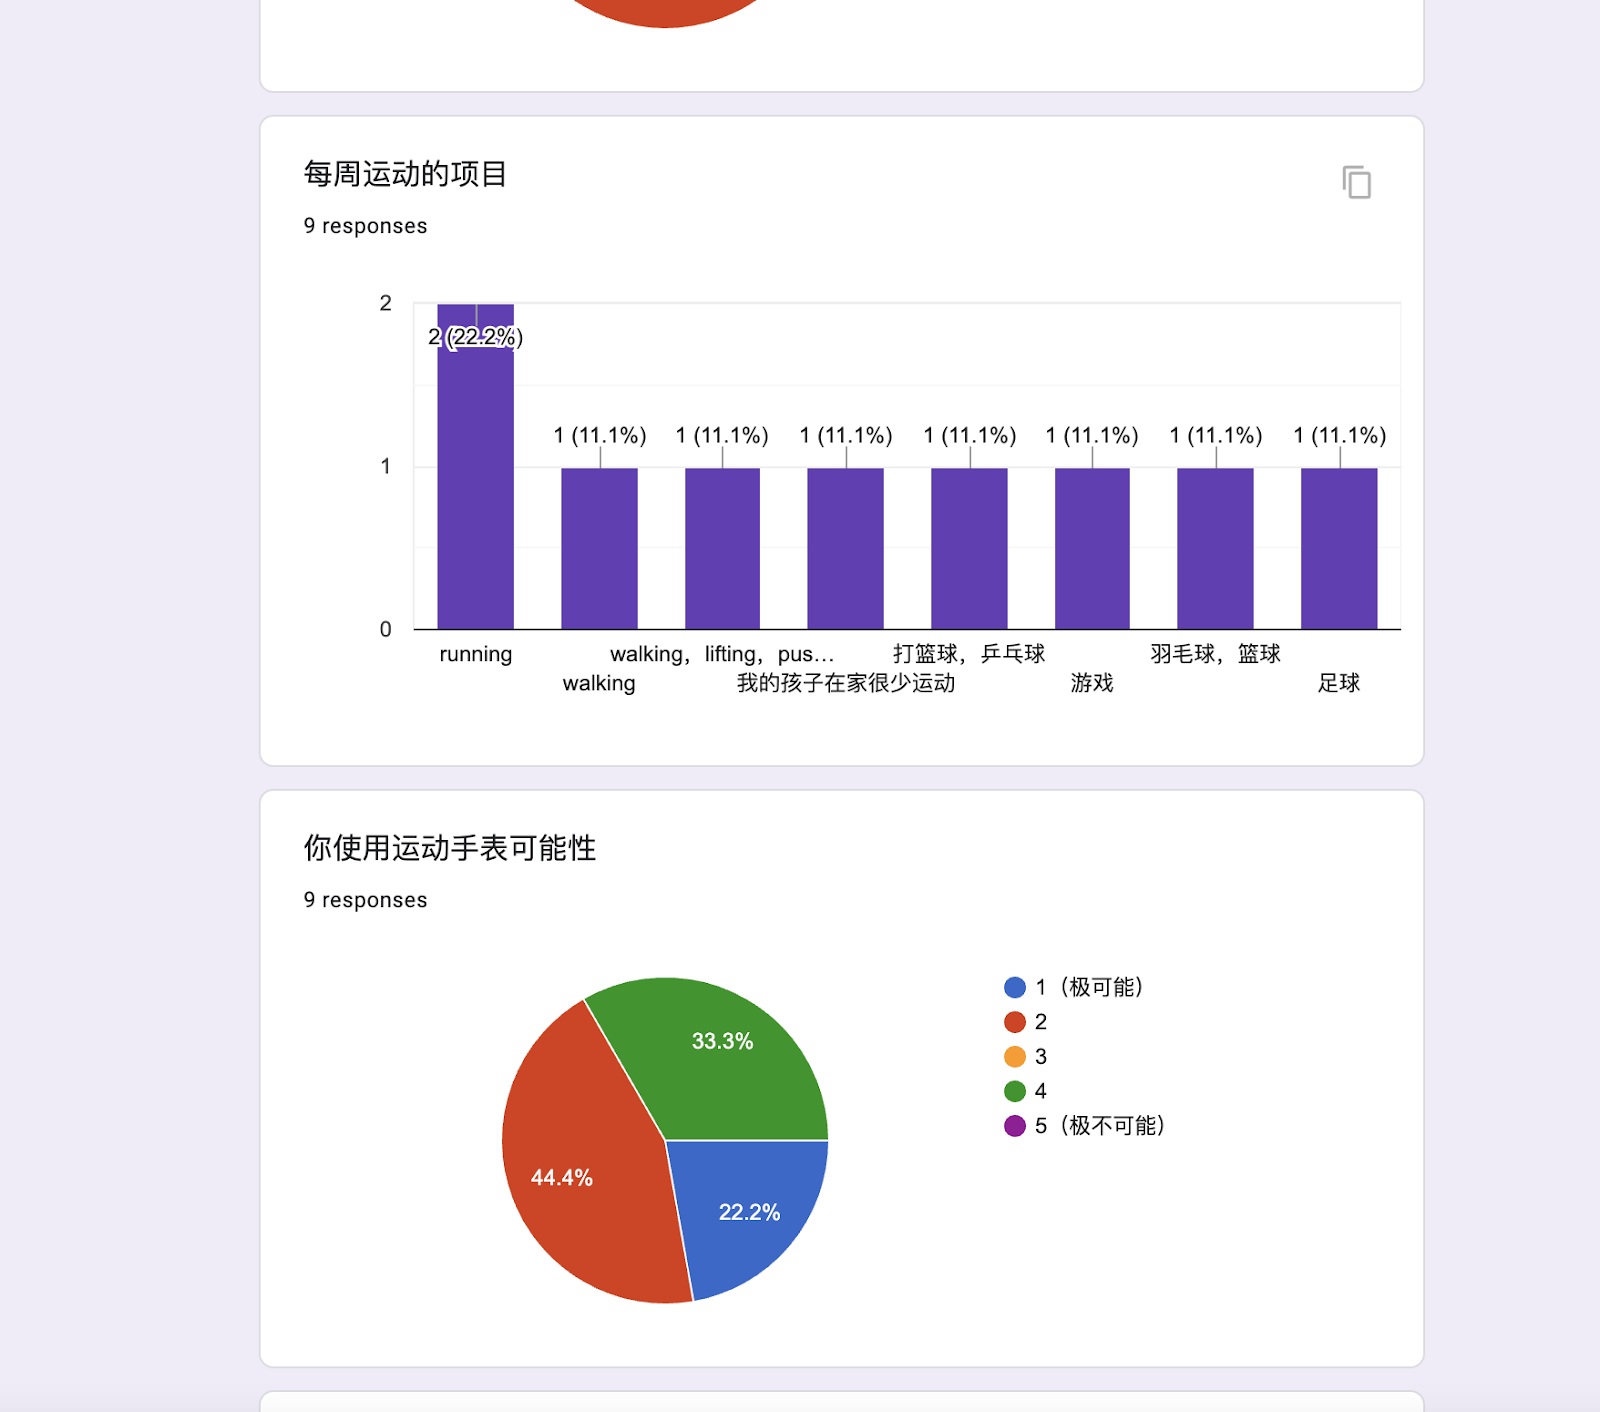 每周运动的项目
9 responses
2
1
0
2 (22.2%)
1 (11.1%)
1 (11.1%)
1 (11.1%)
1 (11.1%)
1 (11.1%)
1 (11.1%)
1 (11.1%)
running
walking
walking，lifting，pus…
我的孩子在家很少运动
打篮球，乒乓球
游戏
羽毛球，篮球
足球
你使用运动手表可能性
9 responses
33.3%
44.4%
22.2%
1（极可能）
2
3
4
5（极不可能）